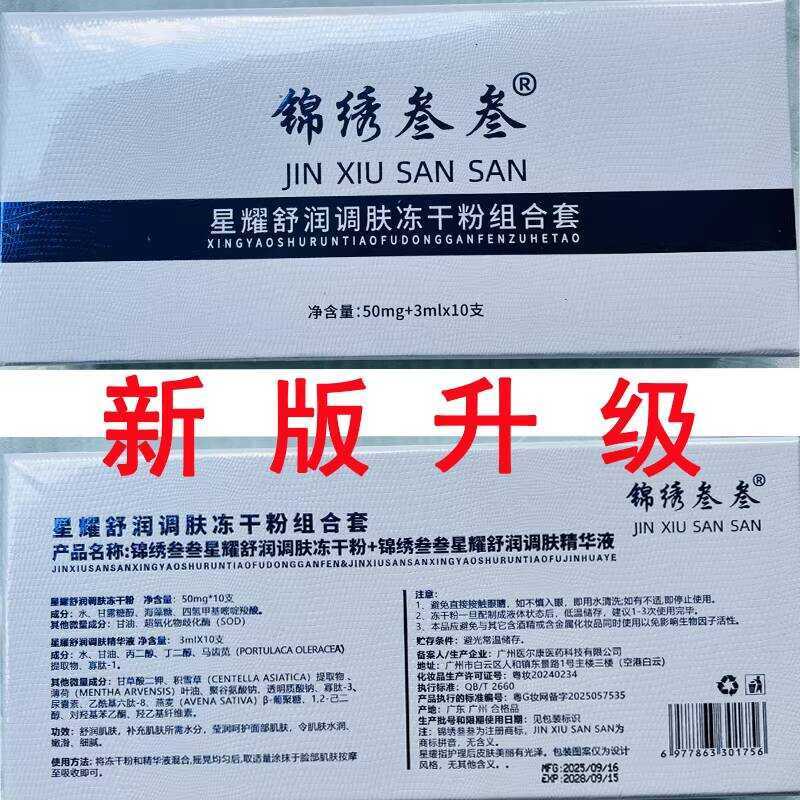 锦绣叁叁®
JIN XIU SAN SAN
星耀舒润调肤冻干粉组合套
XINGYAOSHURUNTIAOFUDONGGANFENZUHETAO
净含量:50mg+3mlx10支
新版升级
锦绣叁叁®
JIN XIU SAN SAN
星耀舒润调肤冻干粉组合套
产品名称:锦绣叁叁星耀舒润调肤冻干粉+锦绣叁叁星耀舒润调肤精华液
JINXIUSANSANXINGYAOSHURUNTIAOFUDONGGANFEN&JINXIUSANSANXINGYAOSHURUNTIAOFUJINHUAYE
星耀舒润调肤冻干粉 净含量: 50mg*10支
成分:水、甘露糖醇、海藻糖、四氢甲基嘧啶羧酸。
其他微量成分:甘油、超氧化物歧化酶(SOD)
星耀舒润调肤精华液 净含量: 3mlX10支
成分:水、甘油、丙二醇、丁二醇、马齿苋(PORTULACA OLERACEA)
提取物、寡肽-1。
其他微量成分:甘草酸二钾、积雪草(CENTELLA ASIATICA)提取物、
薄荷(MENTHA ARVENSIS)叶油、聚谷氨酸钠、透明质酸钠、寡肽-3、
尿囊素、乙酰基六肽-8、燕麦(AVENA SATIVA)β-葡聚糖、1,2-己二
醇、对羟基苯乙酮、羟乙基纤维素。
功效:舒润肌肤,补充肌肤所需水分,莹润呵护面部肌肤,令肌肤水润、
嫩滑、细腻。
使用方法:将冻干粉和精华液混合,摇晃均匀后,取适量涂抹于脸部肌肤按摩
至吸收即可。
注意:
1、避免直接接触眼睛,如不慎入眼,即用水清洗;如有不适,即停止使用。
2、冻干粉一旦配制成液体状态后,低温储存,建议1-3次使用完毕。
3、本品应避免与其它含酒精或含金属化妆品同时使用以免影响生物因子活性。
贮存条件:避光常温储存。
备案人/生产企业:广州医尔康医药科技有限公司
地址:广州市白云区人和镇东景路1号主楼三楼(空港白云)
化妆品生产许可证号:粤妆20240234
执行标准:QB/T 2660
产品执行的标准编号:粤G妆网备字2025057535
产地:广东 广州 合格品
生产批号和限期使用日期:见包装标识
注:锦绣叁叁为注册商标,JIN XIU SAN SAN为
商标拼音,无含义。
星耀指护理后皮肤美丽有光泽。包装图案仅为设计
风格,无其他含义。
MFG:2025/09/16
EXP:2028/09/15
6 977863 301756